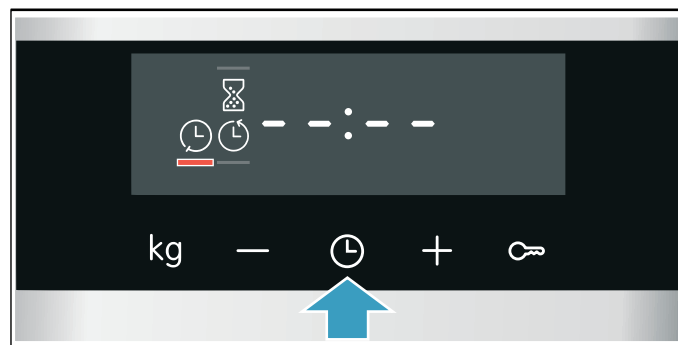 --:--
kg — +